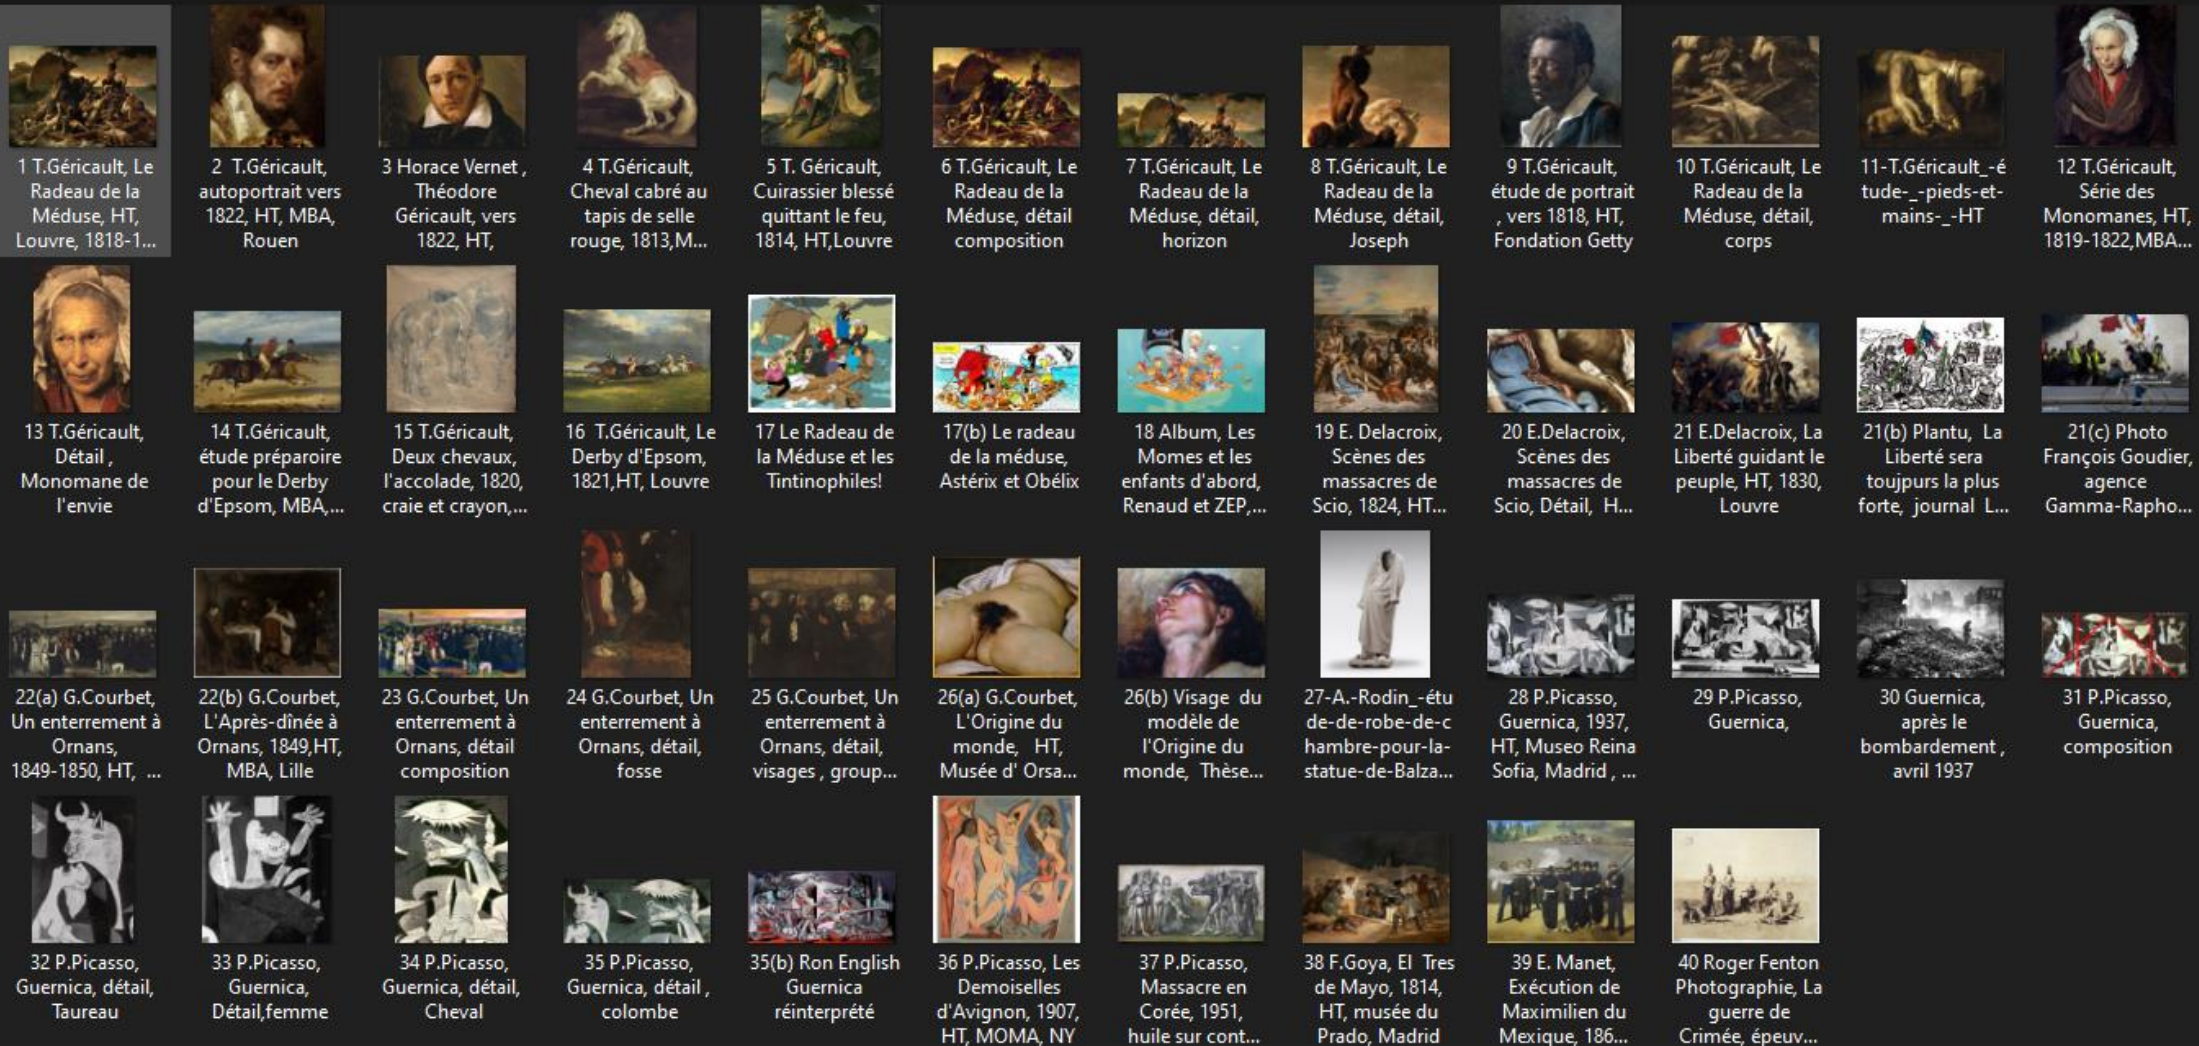 1 T.Géricault, Le
Radeau de la
Méduse, HT,
Louvre, 1818-1...
2  T.Géricault,
autoportrait vers
1822, HT, MBA,
Rouen
3 Horace Vernet ,
Théodore
Géricault, vers
1822, HT,
4 T.Géricault,
Cheval cabré au
tapis de selle
rouge, 1813,M...
5 T. Géricault,
Cuirassier blessé
quittant le feu,
1814, HT,Louvre
6 T.Géricault, Le
Radeau de la
Méduse, détail
composition
7 T.Géricault, Le
Radeau de la
Méduse, détail,
horizon
8 T.Géricault, Le
Radeau de la
Méduse, détail,
Joseph
9 T.Géricault,
étude de portrait
, vers 1818, HT,
Fondation Getty
10 T.Géricault, Le
Radeau de la
Méduse, détail,
corps
11-T.Géricault_-é
tude-_-pieds-et-
mains-_-HT
12 T.Géricault,
Série des
Monomanes, HT,
1819-1822,MBA...
13 T.Géricault,
Détail ,
Monomane de
l'envie
14 T.Géricault,
étude préparoire
pour le Derby
d'Epsom, MBA,...
15 T.Géricault,
Deux chevaux,
l'accolade, 1820,
craie et crayon,...
16  T.Géricault, Le
Derby d'Epsom,
1821,HT, Louvre
17 Le Radeau de
la Méduse et les
Tintinophiles!
17(b) Le radeau
de la méduse,
Astérix et Obélix
18 Album, Les
Momes et les
enfants d'abord,
Renaud et ZEP,...
19 E. Delacroix,
Scènes des
massacres de
Scio, 1824, HT...
20 E.Delacroix,
Scènes des
massacres de
Scio, Détail,  H...
21 E.Delacroix, La
Liberté guidant le
peuple, HT, 1830,
Louvre
21(b) Plantu,  La
Liberté sera
toujpurs la plus
forte, journal  L...
21(c) Photo
François Goudier,
agence
Gamma-Rapho...
22(a) G.Courbet,
Un enterrement à
Ornans,
1849-1850, HT,  ...
22(b) G.Courbet,
L'Après-dînée à
Ornans, 1849,HT,
MBA, Lille
23 G.Courbet, Un
enterrement à
Ornans, détail
composition
24 G.Courbet, Un
enterrement à
Ornans, détail,
fosse
25 G.Courbet, Un
enterrement à
Ornans, détail,
visages , group...
26(a) G.Courbet,
L'Origine du
monde,  HT,
Musée d' Orsa...
26(b) Visage  du
modèle de
l'Origine du
monde,  Thèse...
27-A.-Rodin_-étu
de-de-robe-de-c
hambre-pour-la-
statue-de-Balza...
28 P.Picasso,
Guernica, 1937,
HT, Museo Reina
Sofia, Madrid , ...
29 P.Picasso,
Guernica,
30 Guernica,
après le
bombardement ,
avril 1937
31 P.Picasso,
Guernica,
composition
32 P.Picasso,
Guernica, détail,
Taureau
33 P.Picasso,
Guernica,
Détail,femme
34 P.Picasso,
Guernica, détail,
Cheval
35 P.Picasso,
Guernica, détail ,
colombe
35(b) Ron English
Guernica
réinterprété
36 P.Picasso, Les
Demoiselles
d'Avignon, 1907,
HT, MOMA, NY
37 P.Picasso,
Massacre en
Corée, 1951,
huile sur cont...
38 F.Goya, El  Tres
de Mayo, 1814,
HT, musée du
Prado, Madrid
39 E. Manet,
Exécution de
Maximilien du
Mexique, 186...
40 Roger Fenton
Photographie, La
guerre de
Crimée, épeuv...